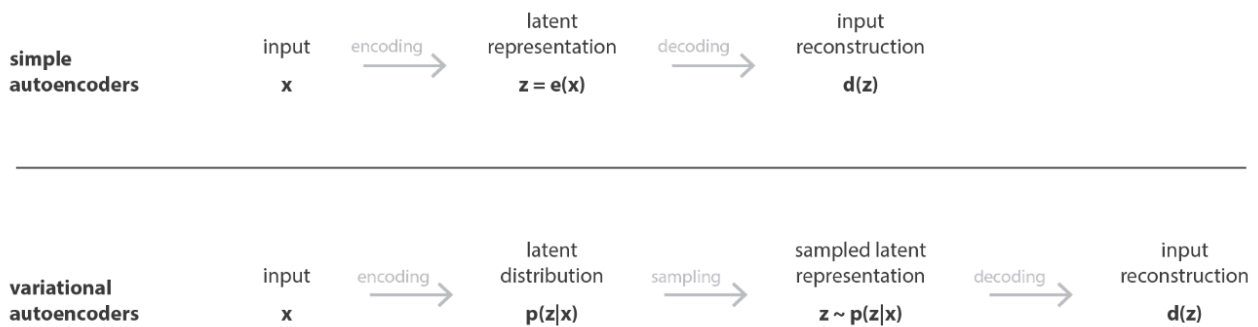 simple
autoencoders
input
x
encoding
latent
representation
z = e(x)
decoding
input
reconstruction
d(z)
variational
autoencoders
input
x
encoding
latent
distribution
p(z|x)
sampling
sampled latent
representation
z ~ p(z|x)
decoding
input
reconstruction
d(z)